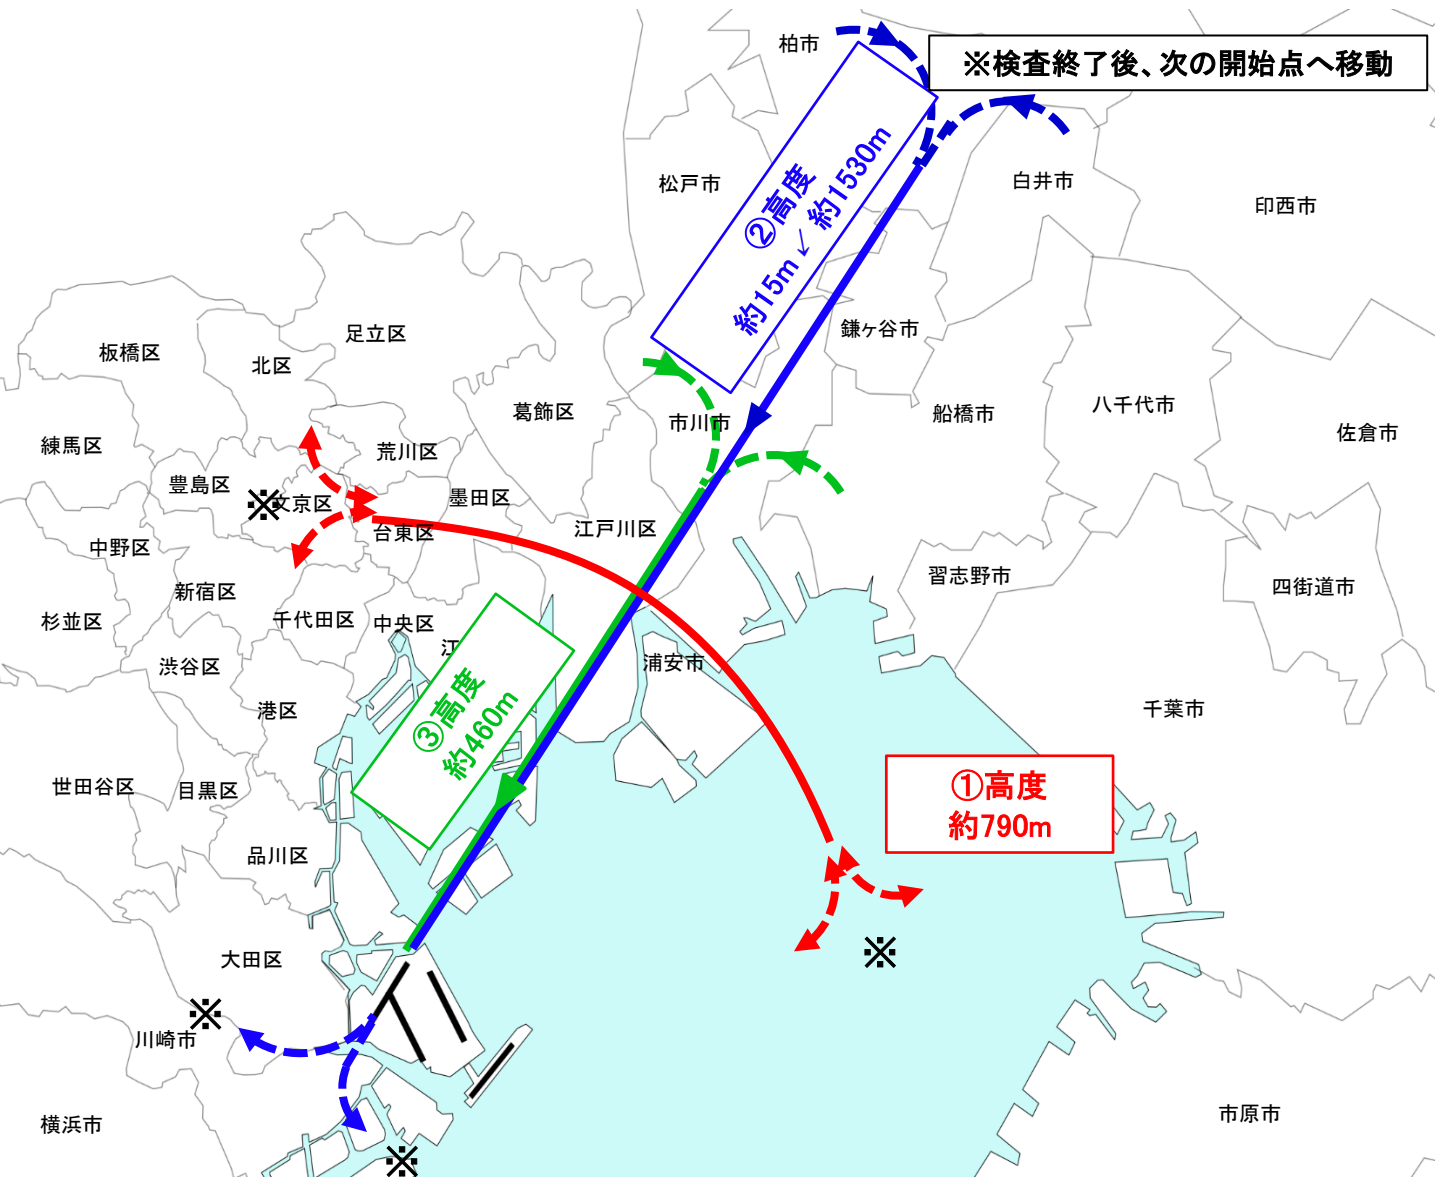 柏市
※検査終了後、次の開始点へ移動
松戸市
白井市
印西市
②高度
約15m ↙ 約1530m
鎌ヶ谷市
足立区
板橋区
北区
葛飾区
市川市
船橋市
八千代市
佐倉市
練馬区
荒川区
豊島区
※
文京区
墨田区
台東区
江戸川区
中野区
新宿区
習志野市
四街道市
杉並区
千代田区
中央区
江
渋谷区
浦安市
港区
千葉市
③高度
約460m
世田谷区
目黒区
①高度
約790m
品川区
大田区
※
※
川崎市
横浜市
市原市
※